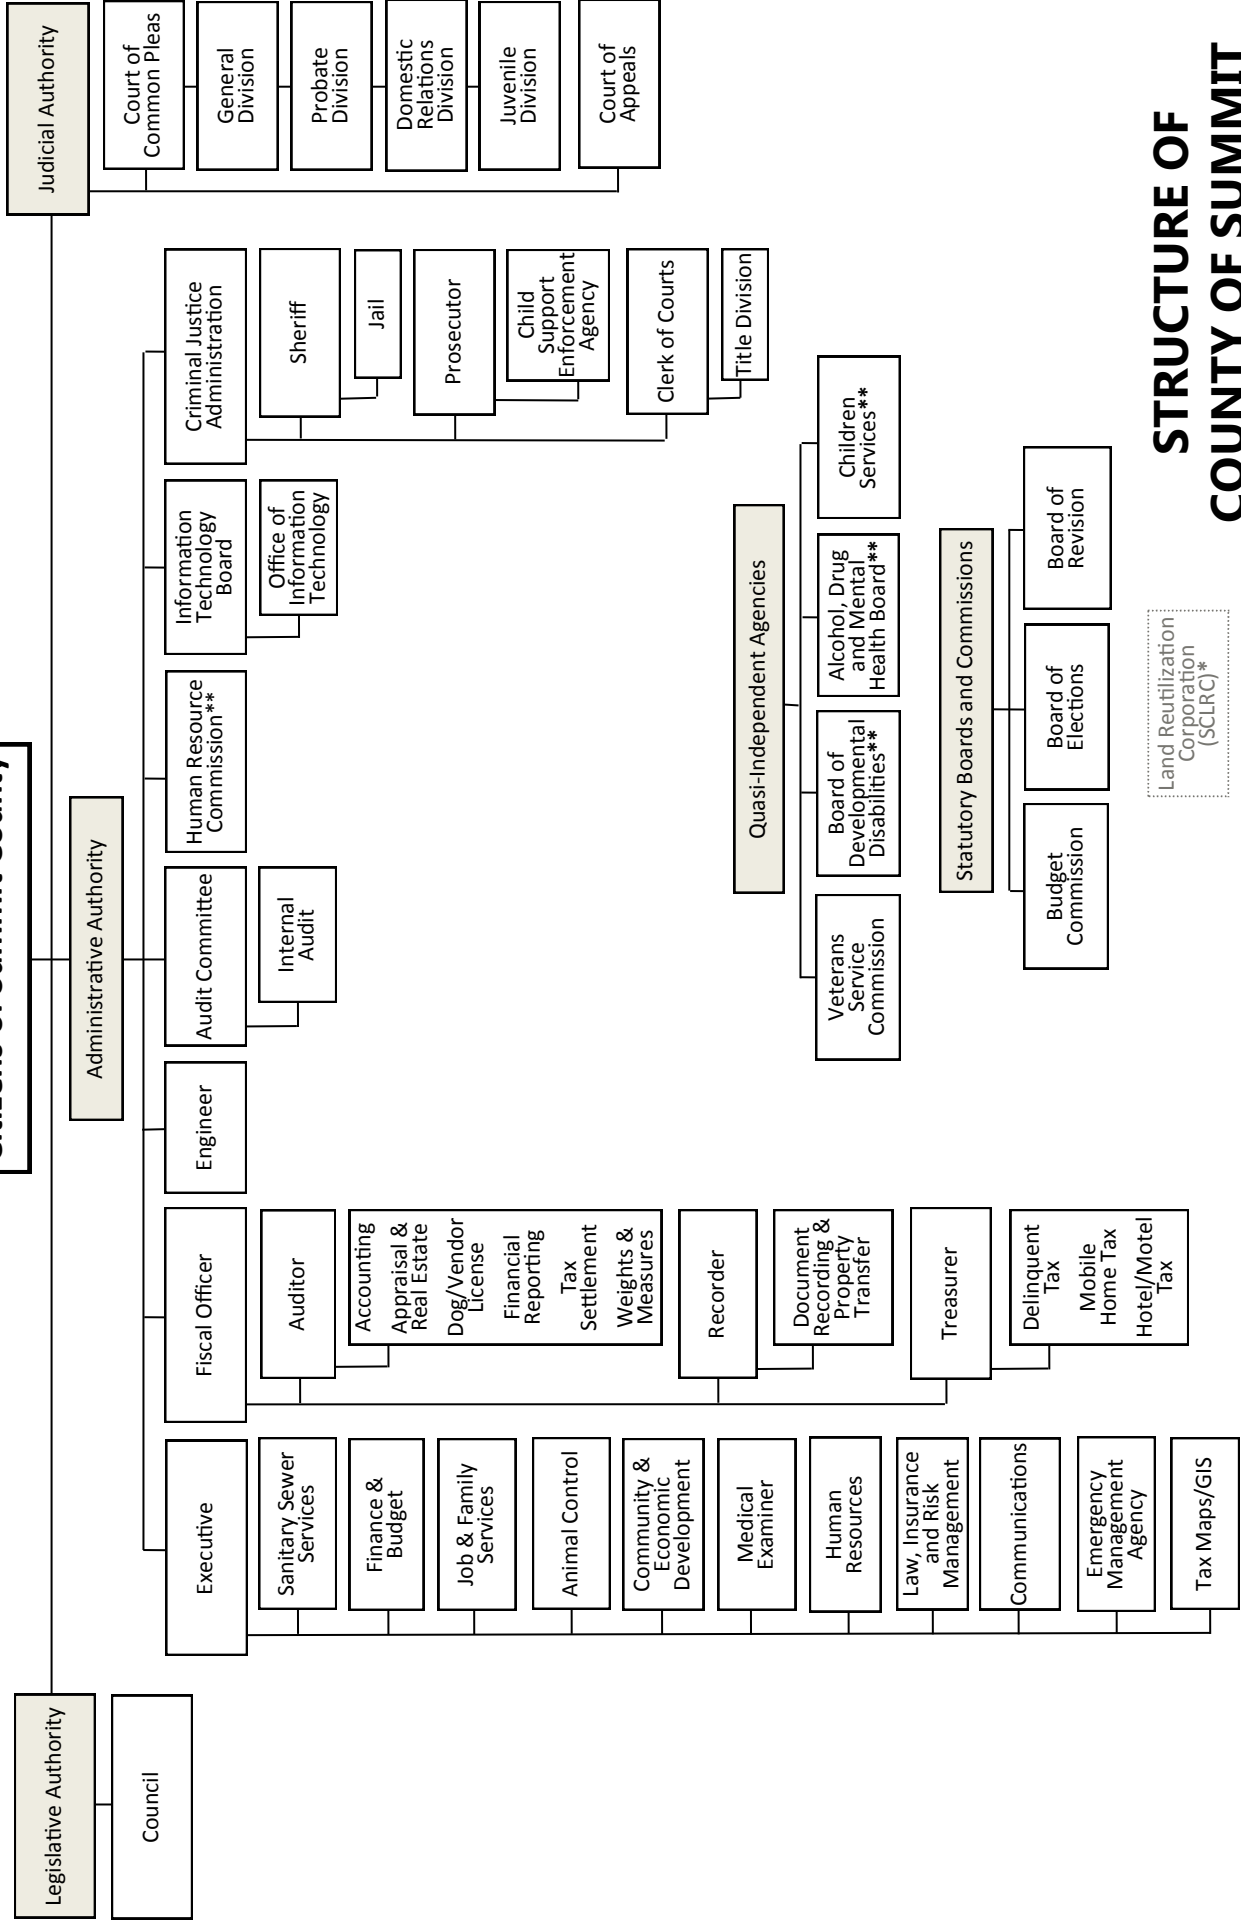 Citizens of Summit County
Legislative Authority
Council
Administrative Authority
Executive
Sanitary Sewer
Services
Finance &
Budget
Job & Family
Services
Animal Control
Community &
Economic
Development
Medical
Examiner
Human
Resources
Law, Insurance
and Risk
Management
Communications
Emergency
Management
Agency
Tax Maps/GIS
Fiscal Officer
Auditor
Accounting
Appraisal &
Real Estate
Dog/Vendor
License
Financial
Reporting
Tax
Settlement
Weights &
Measures
Recorder
Document
Recording &
Property
Transfer
Treasurer
Delinquent
Tax
Mobile
Home Tax
Hotel/Motel
Tax
Engineer
Audit Committee
Internal
Audit
Human Resource
Commission**
Information
Technology
Board
Office of
Information
Technology
Criminal Justice
Administration
Sheriff
Jail
Prosecutor
Child
Support
Enforcement
Agency
Clerk of Courts
Title Division
Judicial Authority
Court of
Common Pleas
General
Division
Probate
Division
Domestic
Relations
Division
Juvenile
Division
Court of
Appeals
Quasi-Independent Agencies
Veterans
Service
Commission
Board of
Developmental
Disabilities**
Alcohol, Drug
and Mental
Health Board**
Children
Services**
Statutory Boards and Commissions
Budget
Commission
Board of
Elections
Board of
Revision
Land Reutilization
Corporation
(SCLRC)*
STRUCTURE OF
COUNTY OF SUMMIT